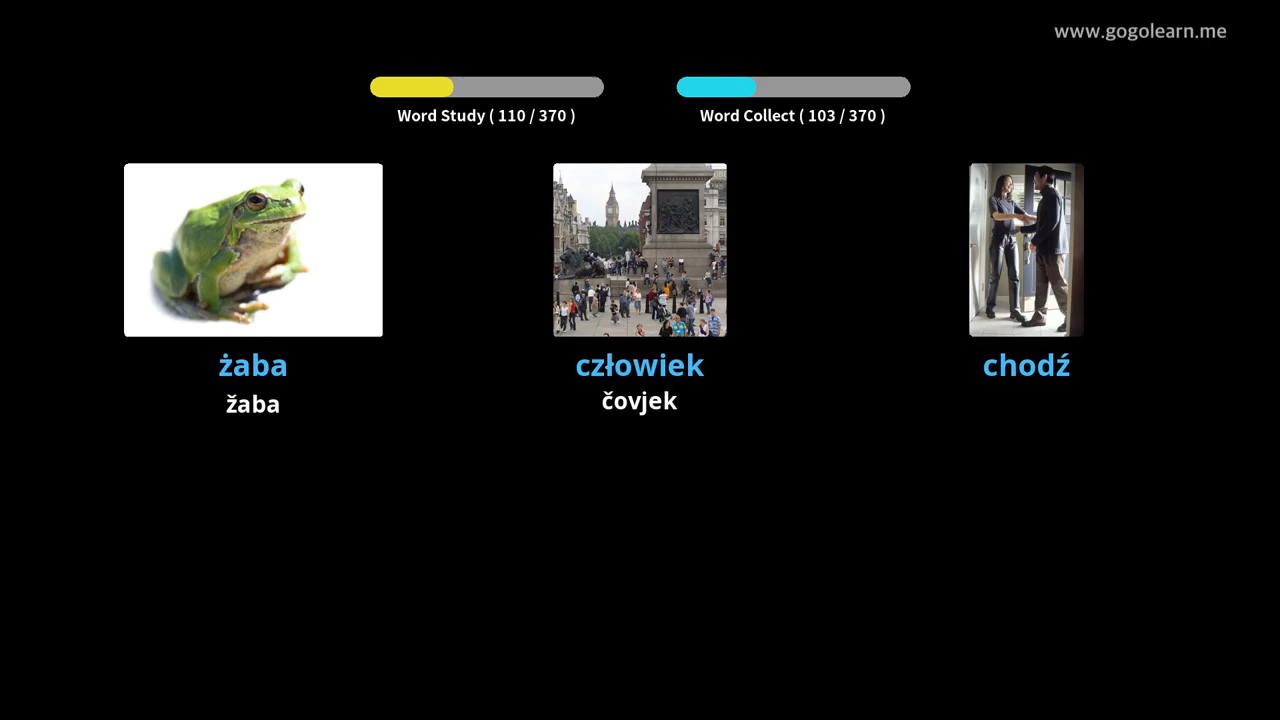 www.gogolearn.me
Word Study ( 110 / 370 )
Word Collect ( 103 / 370 )
żaba
człowiek
chodź
žaba
čovjek